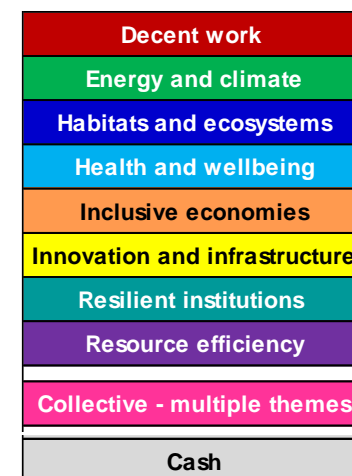 Decent work
Energy and climate
Habitats and ecosystems
Health and wellbeing
Inclusive economies
Innovation and infrastructure
Resilient institutions
Resource efficiency
Collective - multiple themes
Cash